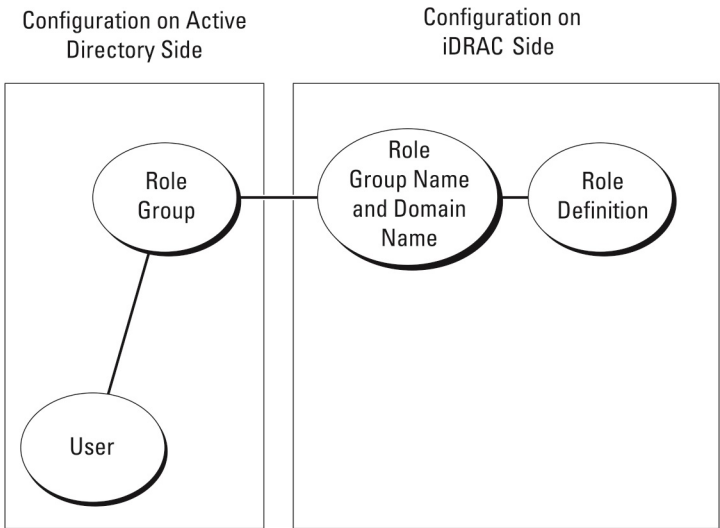 Configuration on Active
Directory Side
Configuration on
iDRAC Side
Role
Group
Role
Group Name
and Domain
Name
Role
Definition
User